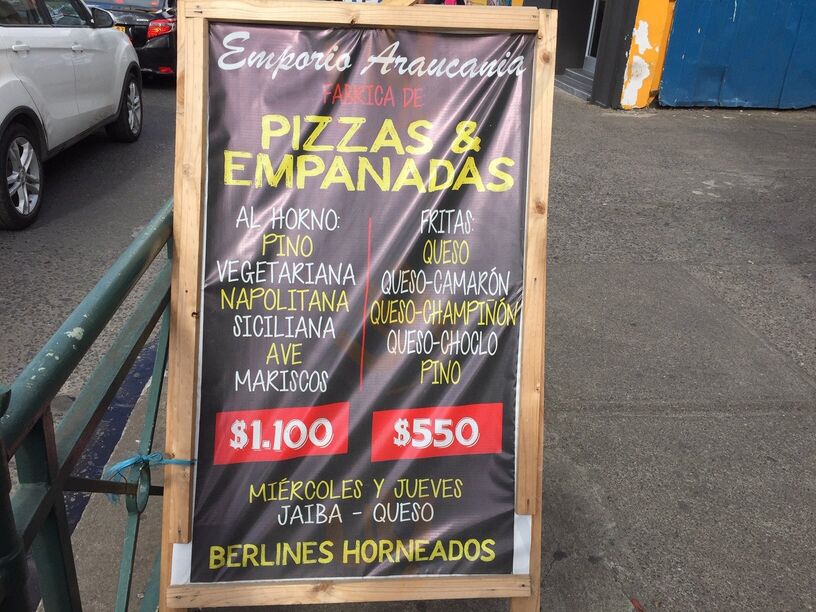 Emporio Araucania
FABRICA DE
PIZZAS &
EMPANADAS
AL HORNO:
PINO
VEGETARIANA
NAPOLITANA
SICILIANA
AVE
MARISCOS
$1.100
FRITAS:
QUESO
QUESO-CAMARÓN
QUESO-CHAMPIÑÓN
QUESO-CHOCLO
PINO
$550
MIÉRCOLES Y JUEVES
JAIBA - QUESO
BERLINES HORNEADOS